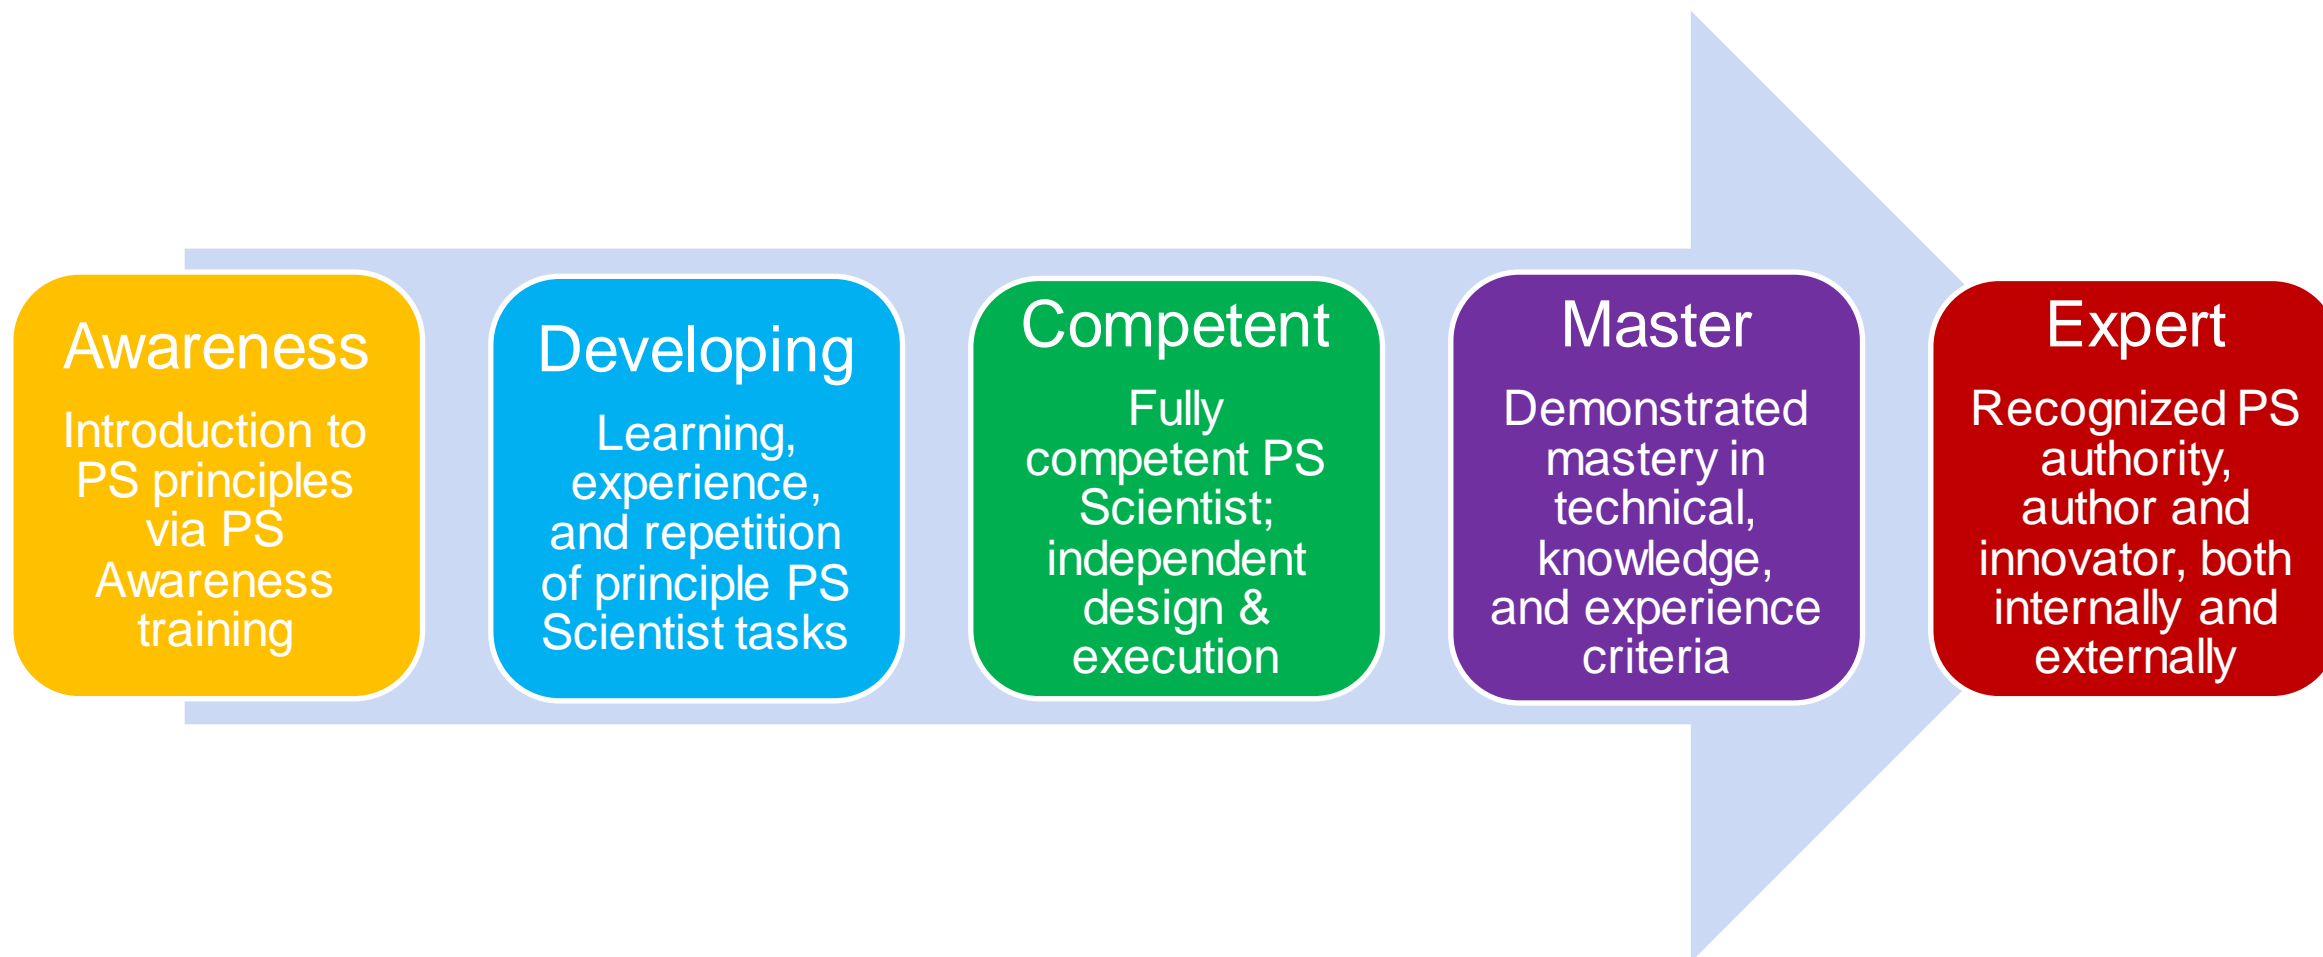 Awareness
Introduction to
PS principles
via PS
Awareness
training
Developing
Learning,
experience,
and repetition
of principle PS
Scientist tasks
Competent
Fully
competent PS
Scientist;
independent
design &
execution
Master
Demonstrated
mastery in
technical,
knowledge,
and experience
criteria
Expert
Recognized PS
authority,
author and
innovator, both
internally and
externally